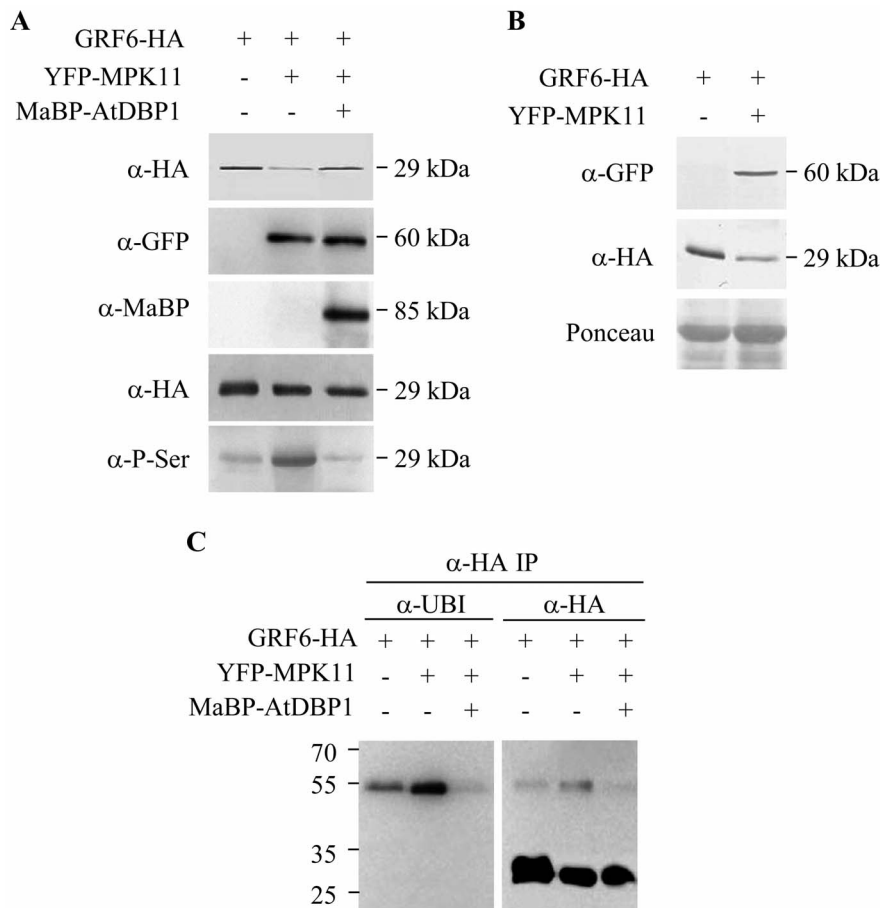 A
GRF6-HA + + +
YFP-MPK11 - + +
MaBP-AtDBP1 - - +
α-HA - 29 kDa
α-GFP - 60 kDa
α-MaBP - 85 kDa
α-HA - 29 kDa
α-P-Ser - 29 kDa
B
GRF6-HA + +
YFP-MPK11 - +
α-GFP - 60 kDa
α-HA - 29 kDa
Ponceau
C
α-HA IP
α-UBI α-HA
GRF6-HA + + + + + +
YFP-MPK11 - + + - + +
MaBP-AtDBP1 - - + - - +
70
55
35
25